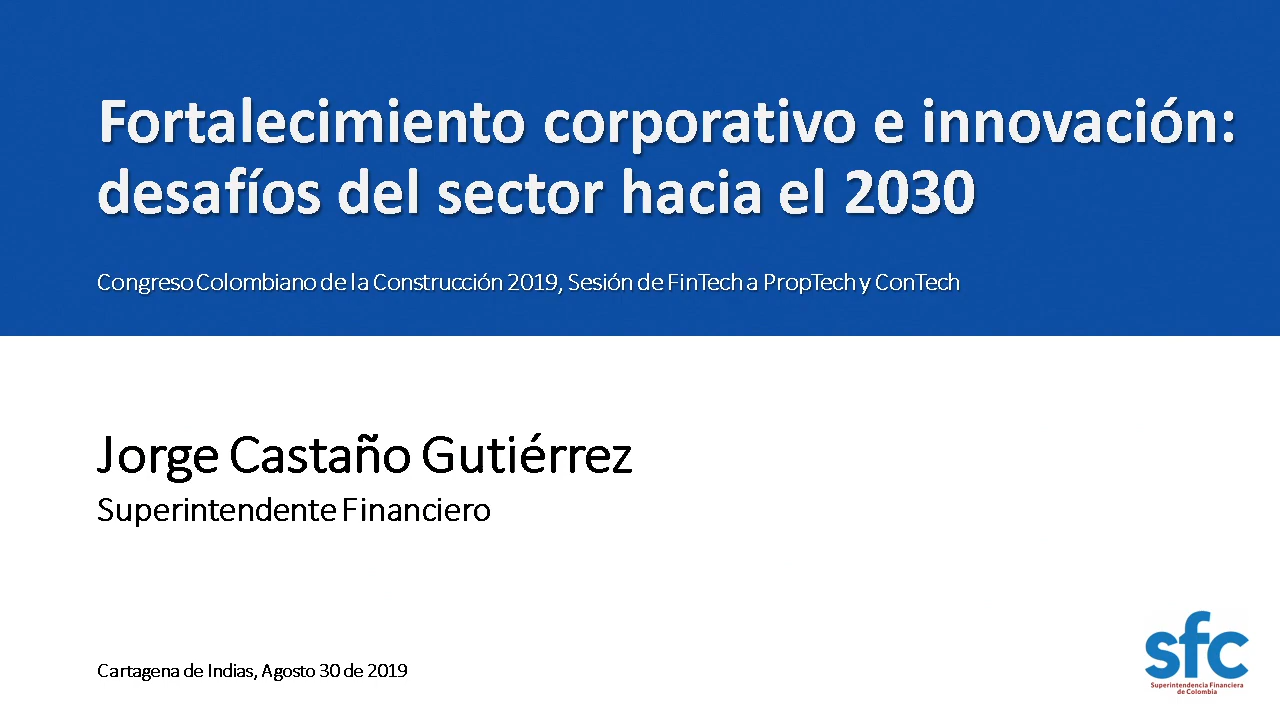 Fortalecimiento corporativo e innovación:
desafíos del sector hacia el 2030
Congreso Colombiano de la Construcción 2019, Sesión de FinTech a PropTech y ConTech
Jorge Castaño Gutiérrez
Superintendente Financiero
Cartagena de Indias, Agosto 30 de 2019
sfc
Superintendencia Financiera
de Colombia